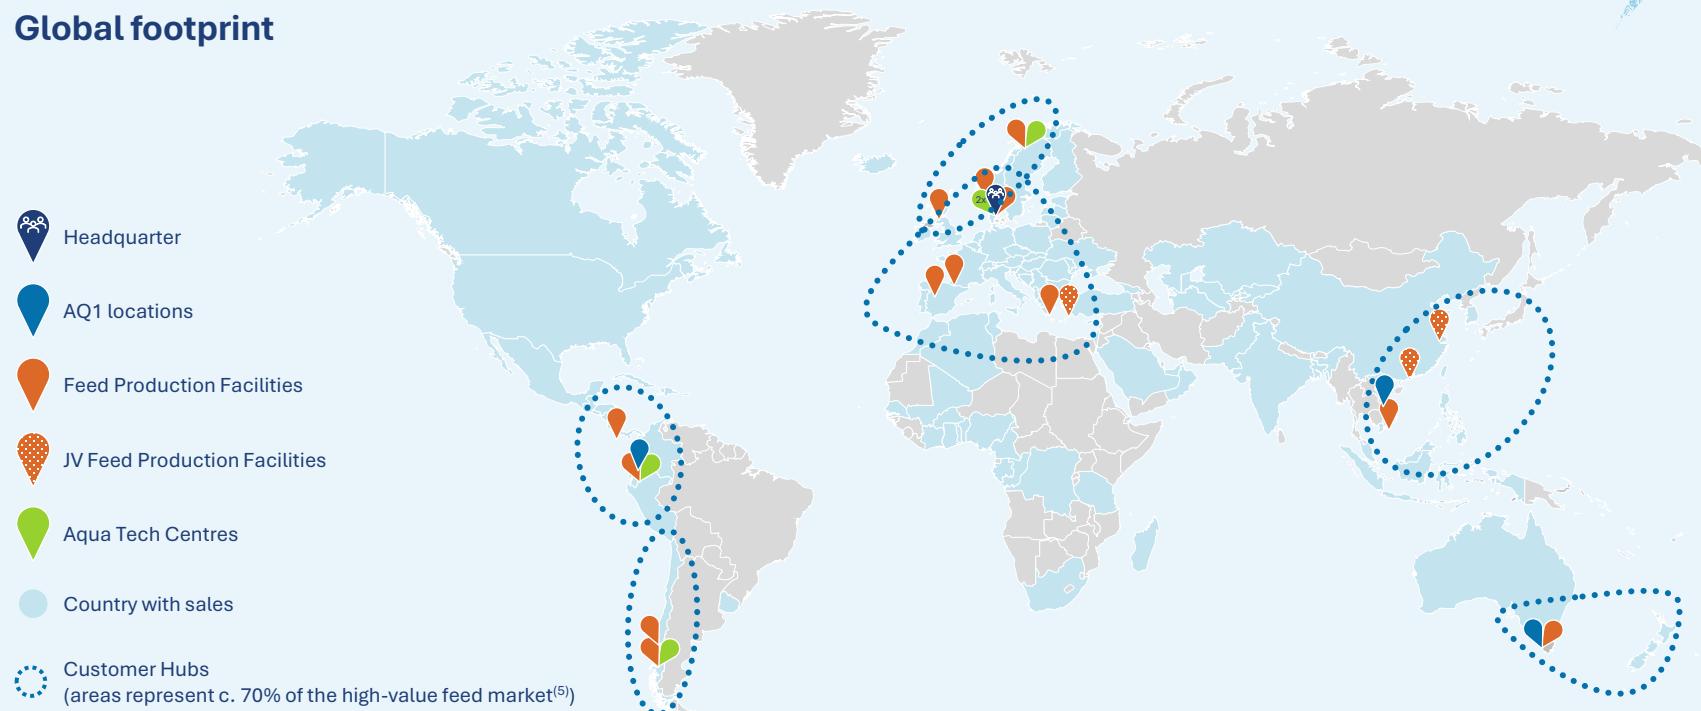 Global footprint
2x
Headquarter
AQ1 locations
Feed Production Facilities
JV Feed Production Facilities
Aqua Tech Centres
Country with sales
Customer Hubs
(areas represent c. 70% of the high-value feed market⁽⁵⁾)